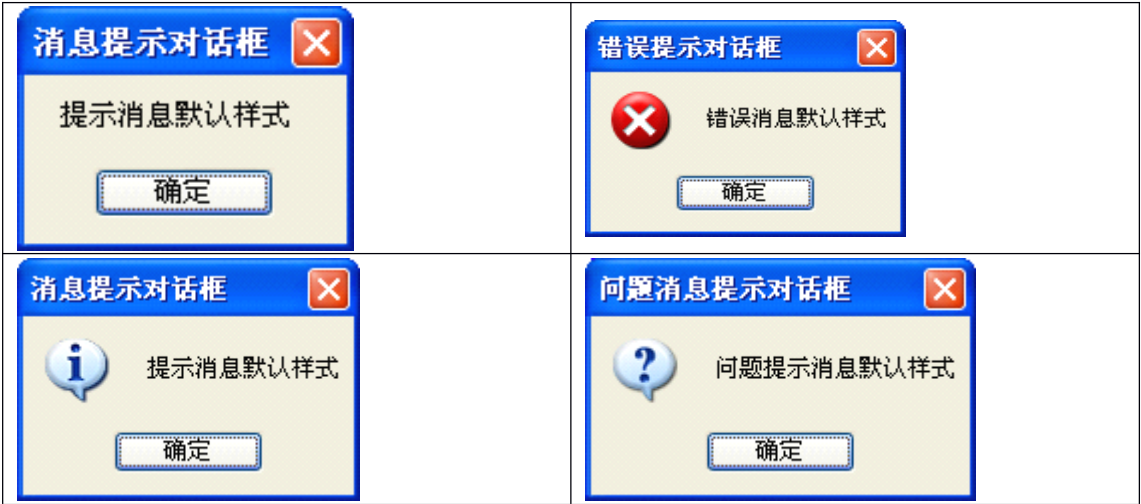 消息提示对话框
提示消息默认样式
确定
错误提示对话框
错误消息默认样式
确定
消息提示对话框
提示消息默认样式
确定
问题消息提示对话框
问题提示消息默认样式
确定